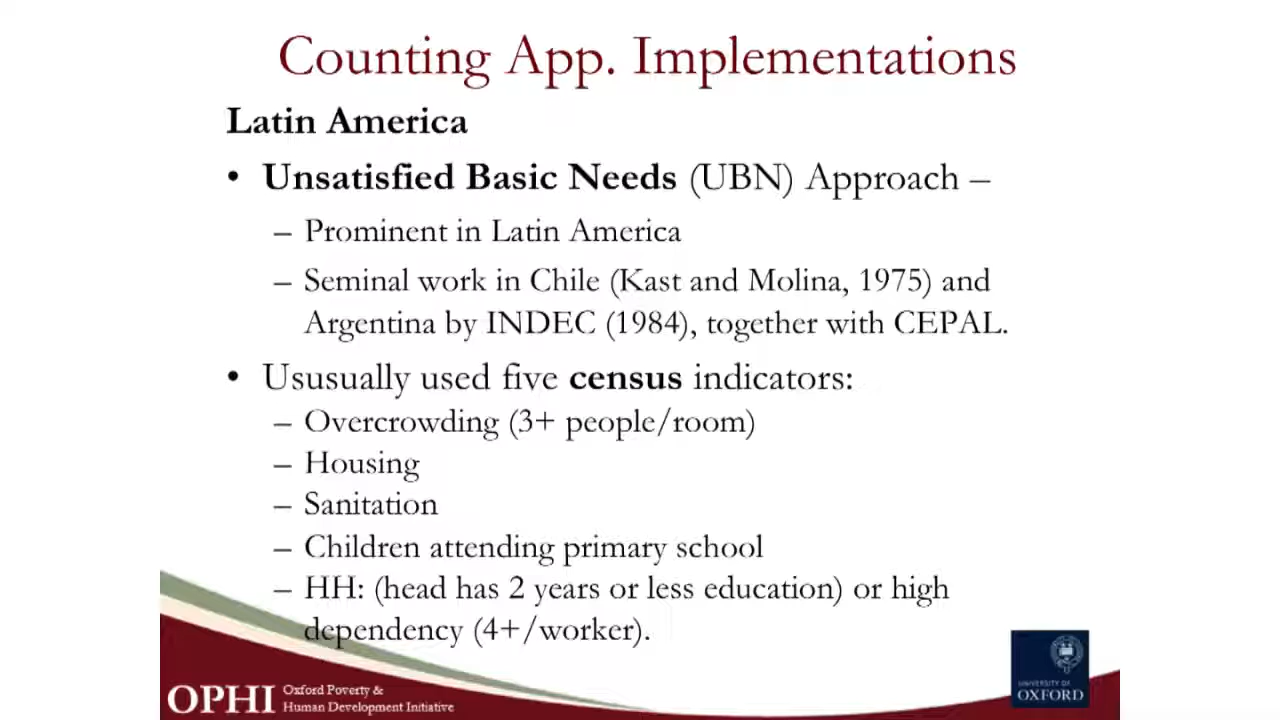 Counting App. Implementations
Latin America
• Unsatisfied Basic Needs (UBN) Approach –
– Prominent in Latin America
– Seminal work in Chile (Kast and Molina, 1975) and
Argentina by INDEC (1984), together with CEPAL.
• Ususually used five census indicators:
– Overcrowding (3+ people/room)
– Housing
– Sanitation
– Children attending primary school
– HH: (head has 2 years or less education) or high
dependency (4+/worker).
OPHI Oxford Poverty &
Human Development Initiative
UNIVERSITY OF
OXFORD